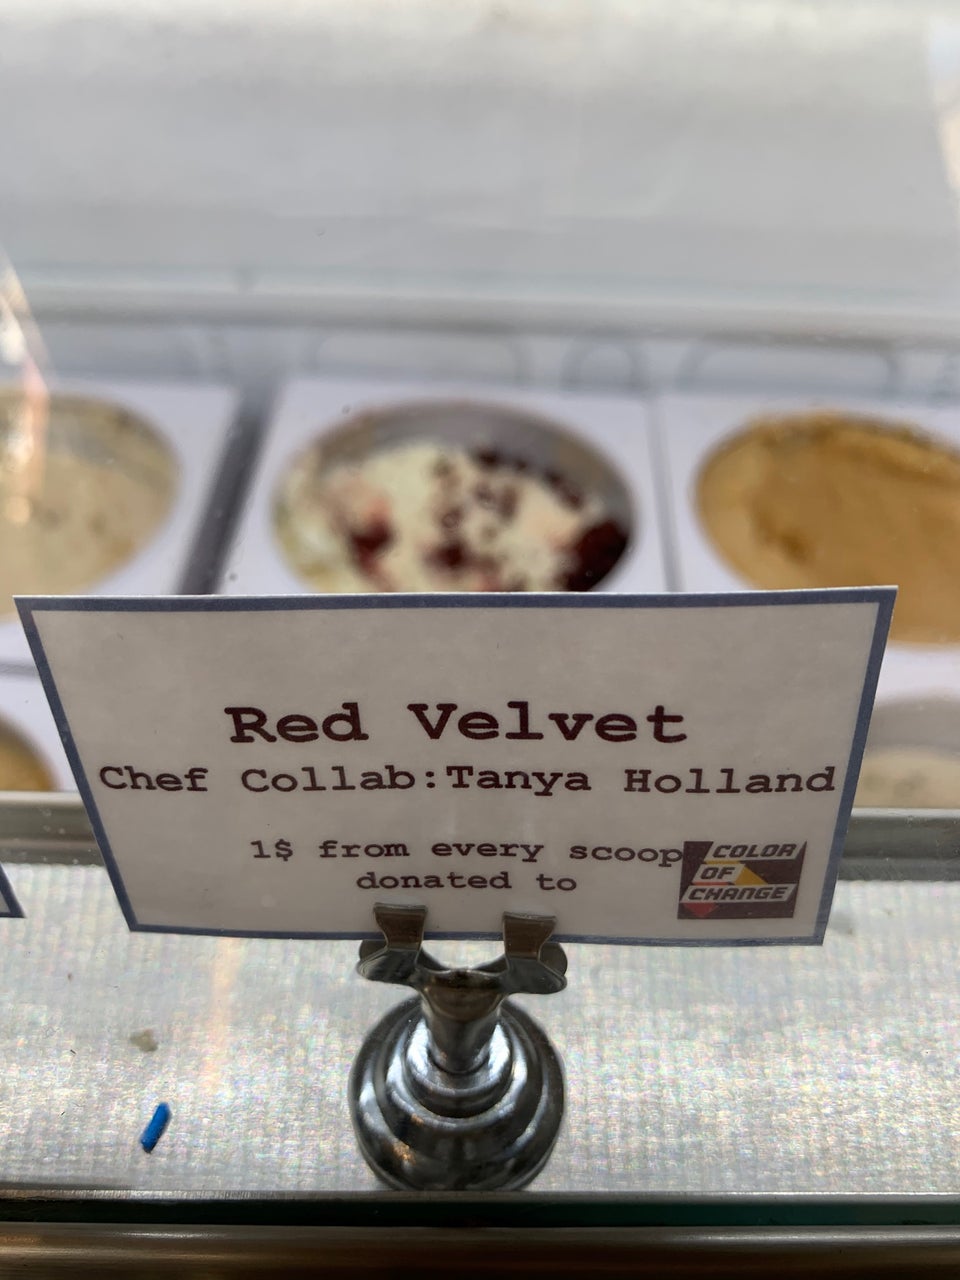 Red Velvet
Chef Collab:Tanya Holland
1$ from every scoop
donated to
COLOR
OF
CHANGE